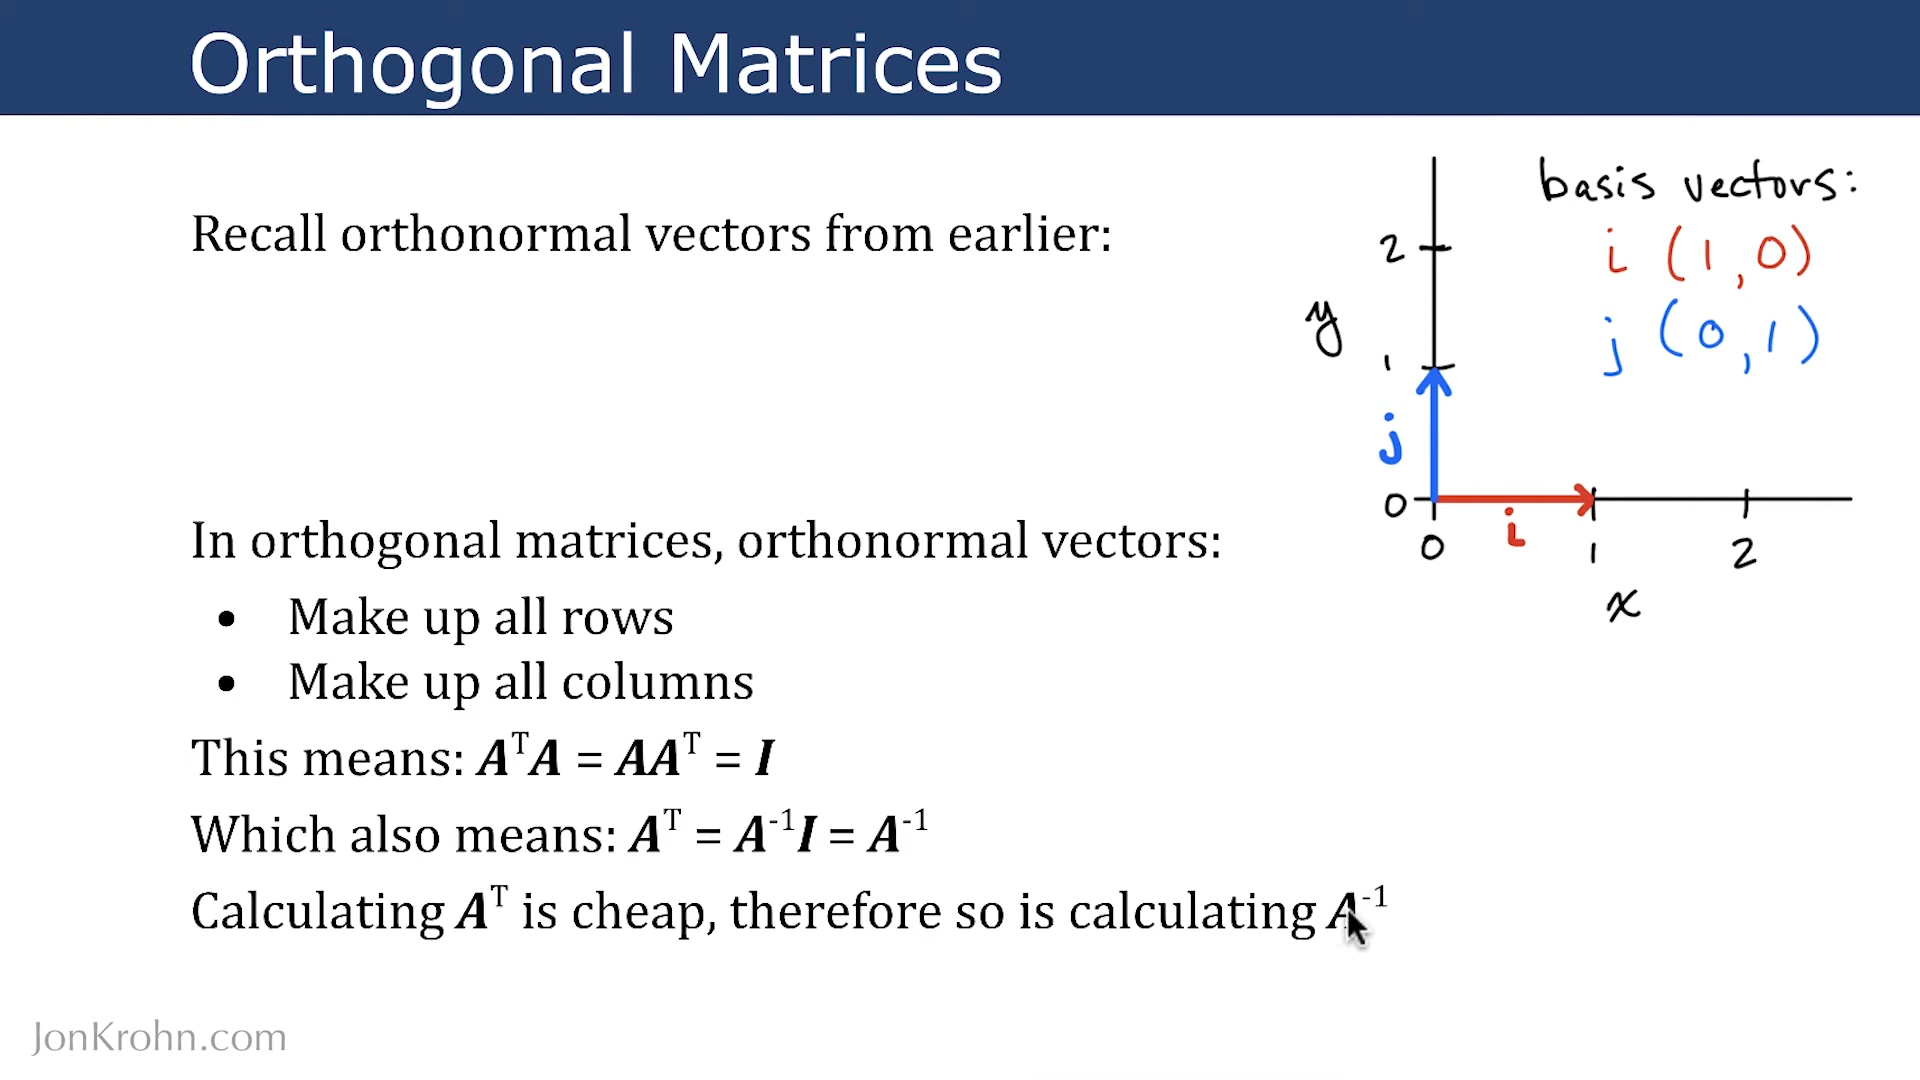 Orthogonal Matrices
Recall orthonormal vectors from earlier:
basis vectors:
i (1,0)
j (0,1)
2
y
1
j
0
i
0 1 2
x
In orthogonal matrices, orthonormal vectors:
• Make up all rows
• Make up all columns
This means: AᵀA = AAᵀ = I
Which also means: Aᵀ = A⁻¹I = A⁻¹
Calculating Aᵀ is cheap, therefore so is calculating A⁻¹
JonKrohn.com